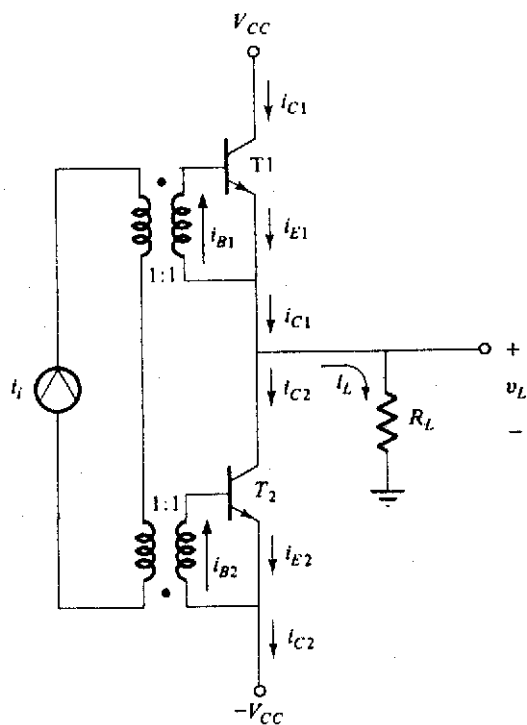 V_CC
i_C1
T1
i_B1
i_E1
1:1
i_C1
i_i
i_C2
i_L
R_L
+
v_L
−
1:1
T_2
i_B2
i_E2
i_C2
−V_CC